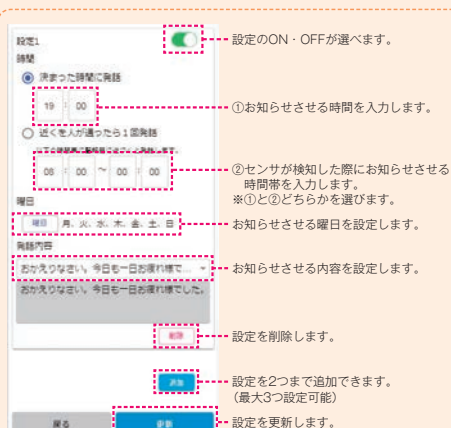 設定1
設定のON・OFFが選べます。
時間
決まった時間に発話
19 : 00
①お知らせさせる時間を入力します。
近くを人が通ったら1回発話
08 : 00 ~ 00 : 00
②センサが検知した際にお知らせさせる
時間帯を入力します。
※①と②どちらかを選びます。
曜日
曜日 月、火、水、木、金、土、日
お知らせさせる曜日を設定します。
発話内容
おかえりなさい。今日も一日お疲れ様で...
お知らせさせる内容を設定します。
おかえりなさい。今日も一日お疲れ様でした。
削除
設定を削除します。
追加
設定を2つまで追加できます。
(最大3つ設定可能)
戻る
更新
設定を更新します。